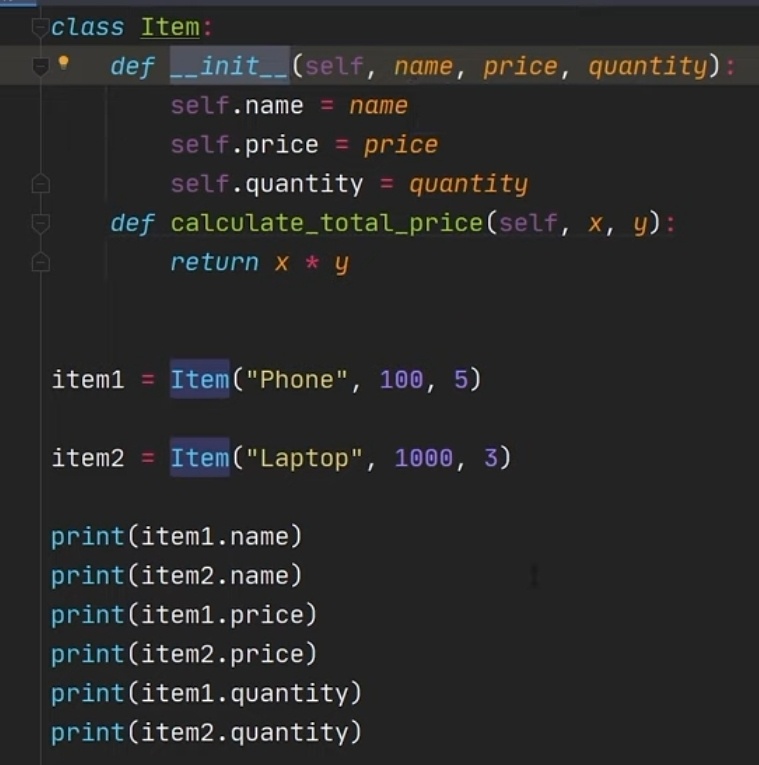 class Item:
    def __init__(self, name, price, quantity):
        self.name = name
        self.price = price
        self.quantity = quantity
    def calculate_total_price(self, x, y):
        return x * y
item1 = Item("Phone", 100, 5)
item2 = Item("Laptop", 1000, 3)
print(item1.name)
print(item2.name)
print(item1.price)
print(item2.price)
print(item1.quantity)
print(item2.quantity)